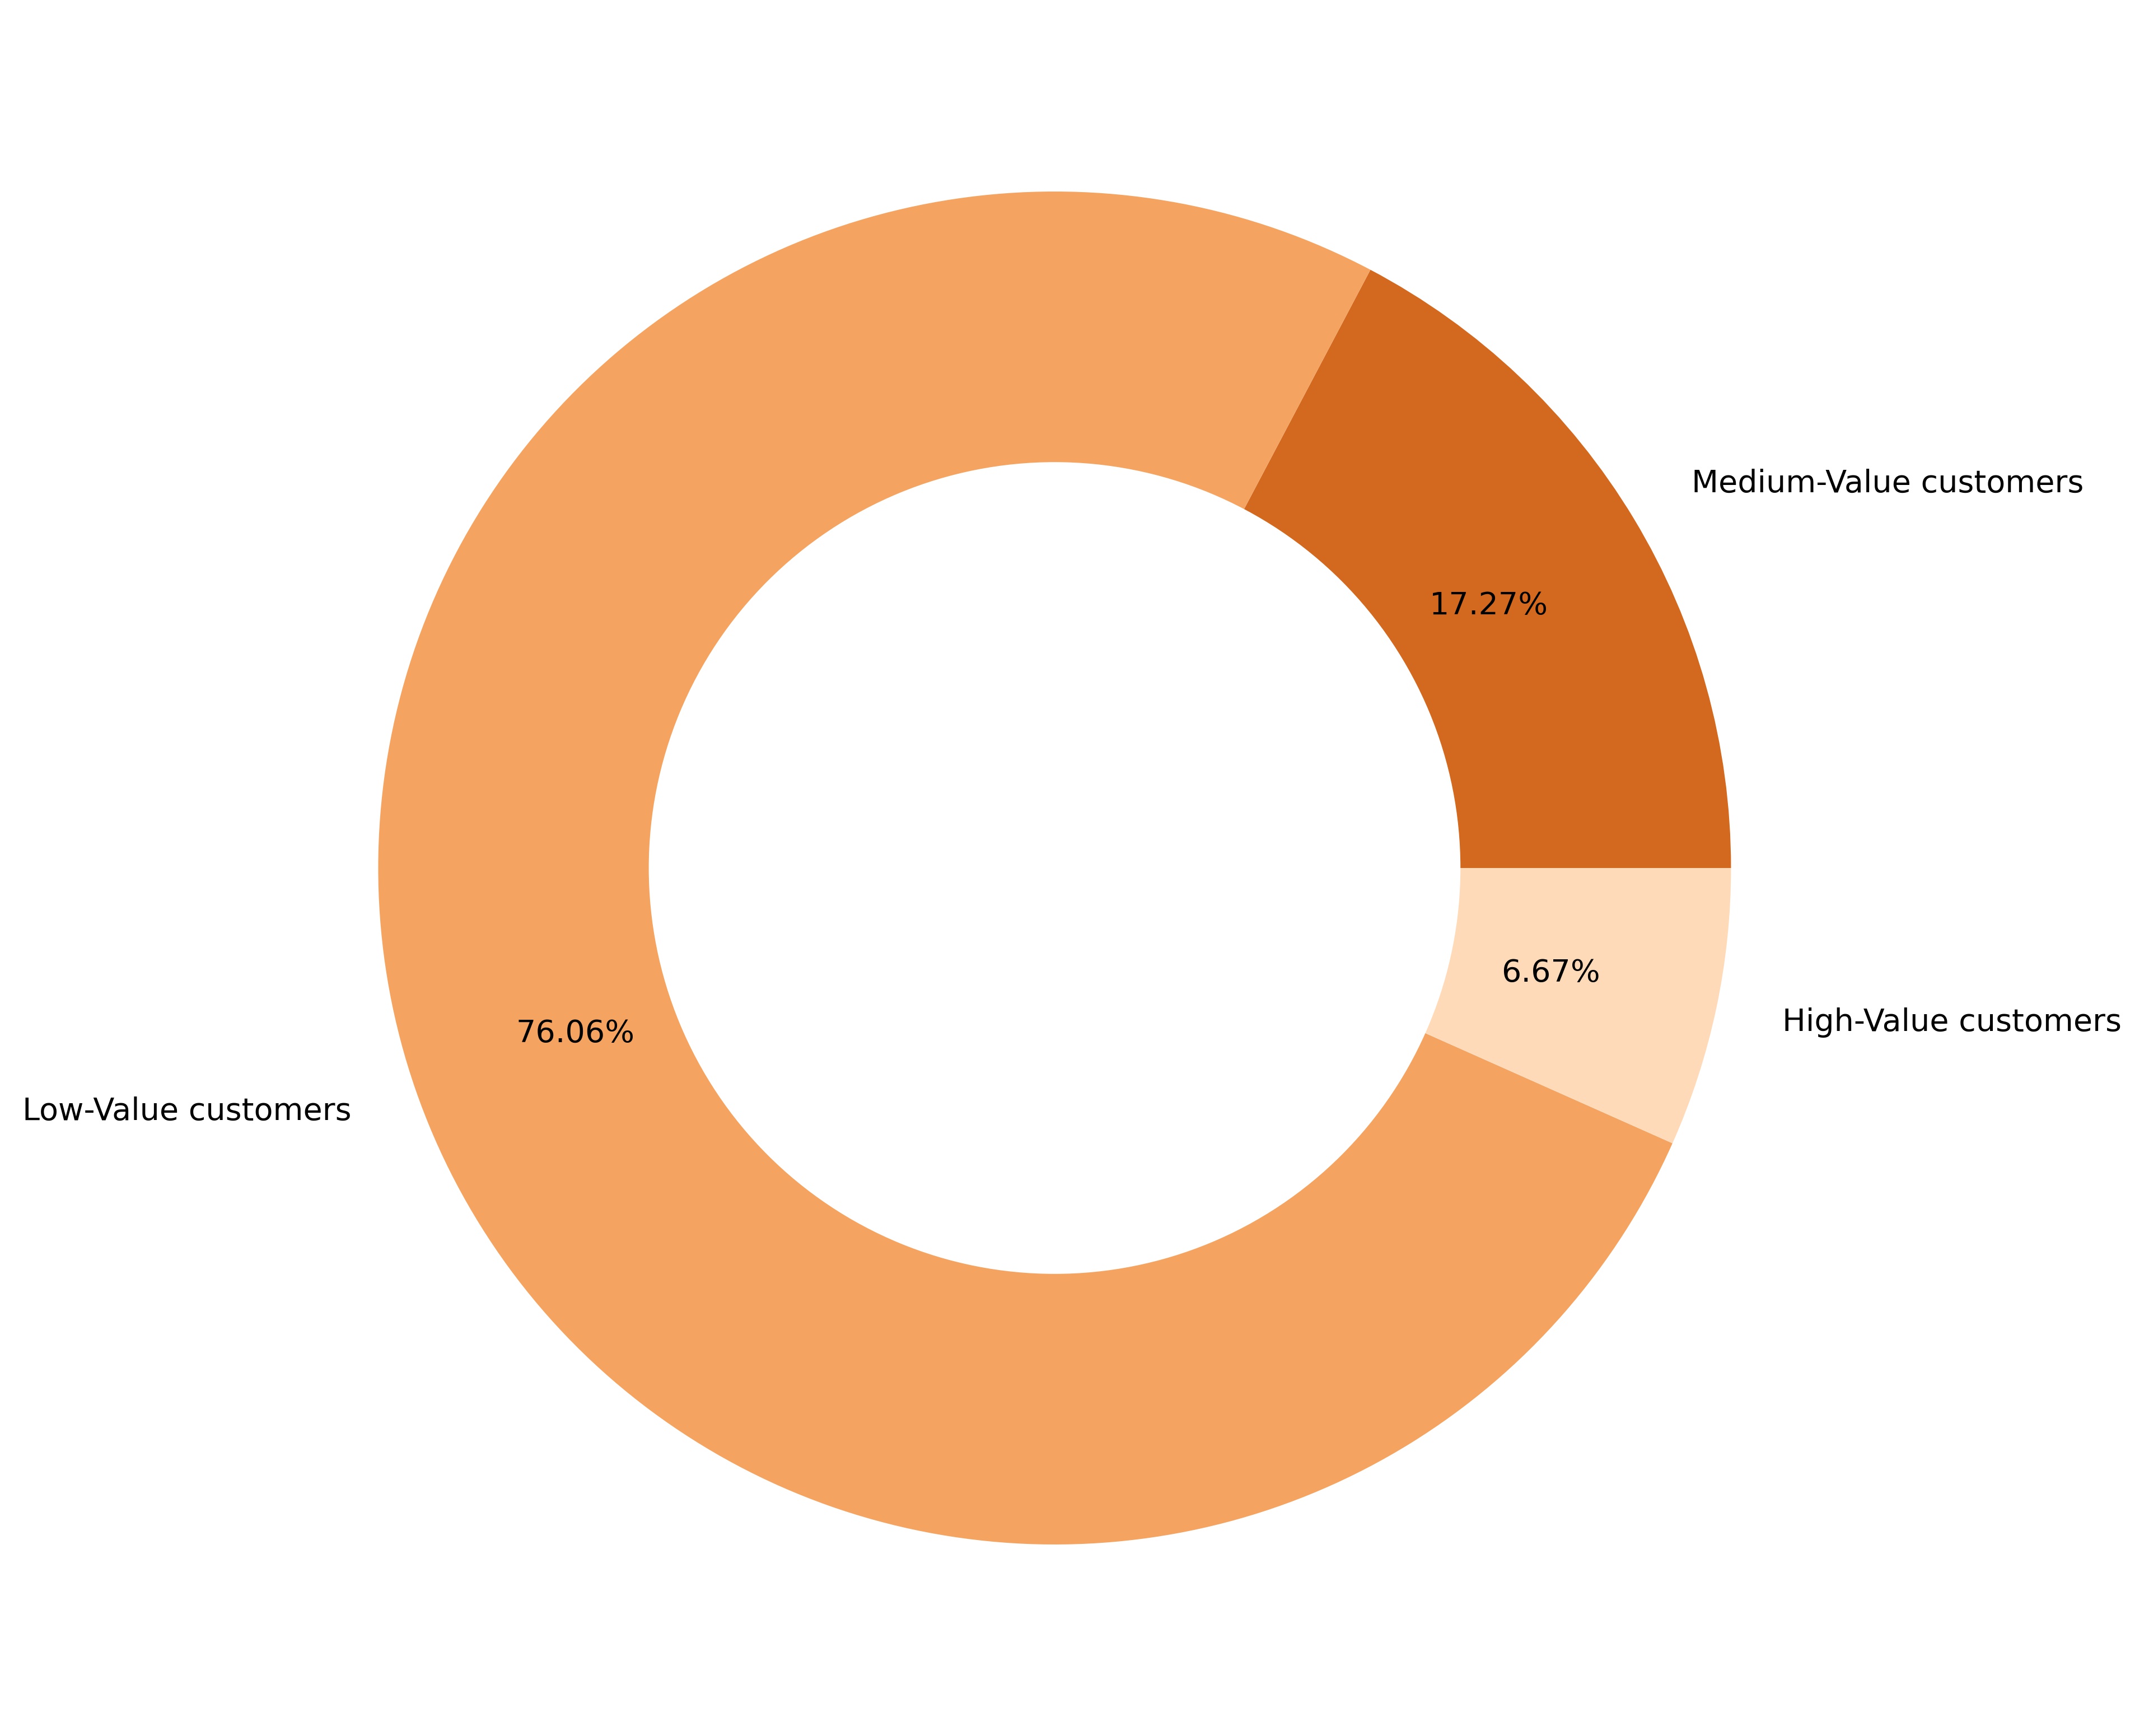 Medium-Value customers
17.27%
6.67%
High-Value customers
76.06%
Low-Value customers